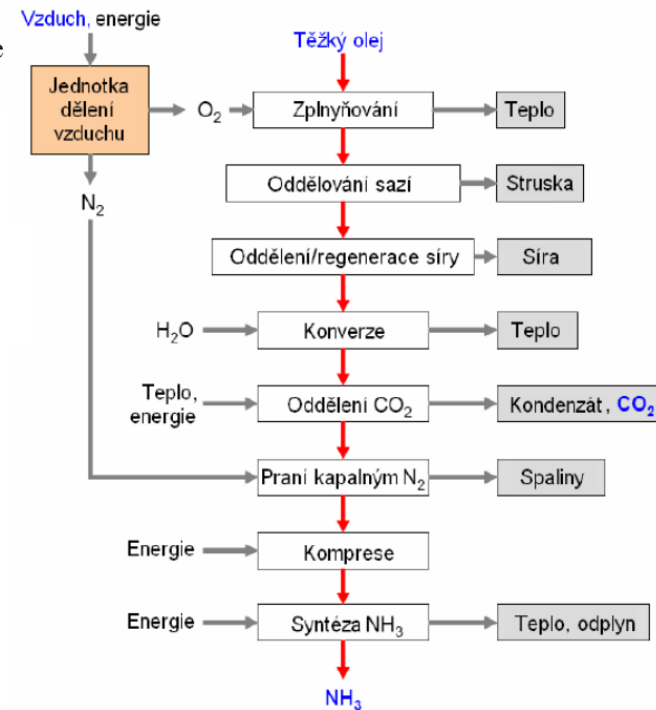 Vzduch, energie
e
Těžký olej
Jednotka
dělení
vzduchu
O₂
Zplnyňování
Teplo
Oddělování sazí
Struska
N₂
Oddělení/regenerace síry
Síra
H₂O
Konverze
Teplo
Teplo,
energie
Oddělení CO₂
Kondenzát, CO₂
Praní kapalným N₂
Spaliny
Energie
Komprese
Energie
Syntéza NH₃
Teplo, odplyn
NH₃